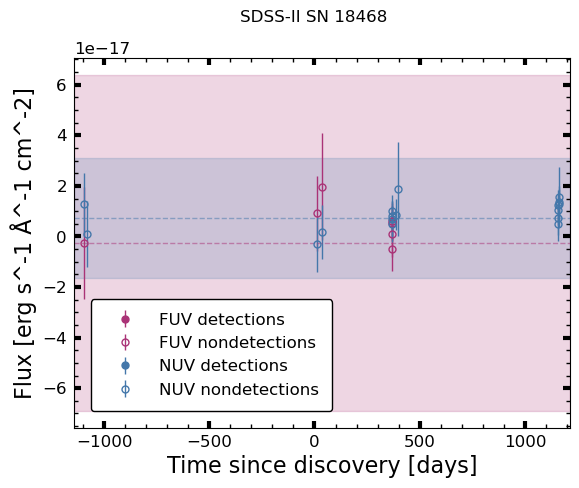 SDSS-II SN 18468
1e−17
6
4
2
0
−2
−4
−6
Flux [erg s^-1 Å^-1 cm^-2]
FUV detections
FUV nondetections
NUV detections
NUV nondetections
−1000 −500 0 500 1000
Time since discovery [days]